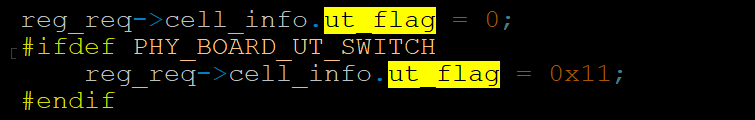 reg_req->cell_info.ut_flag = 0;
#ifdef PHY_BOARD_UT_SWITCH
    reg_req->cell_info.ut_flag = 0x11;
#endif